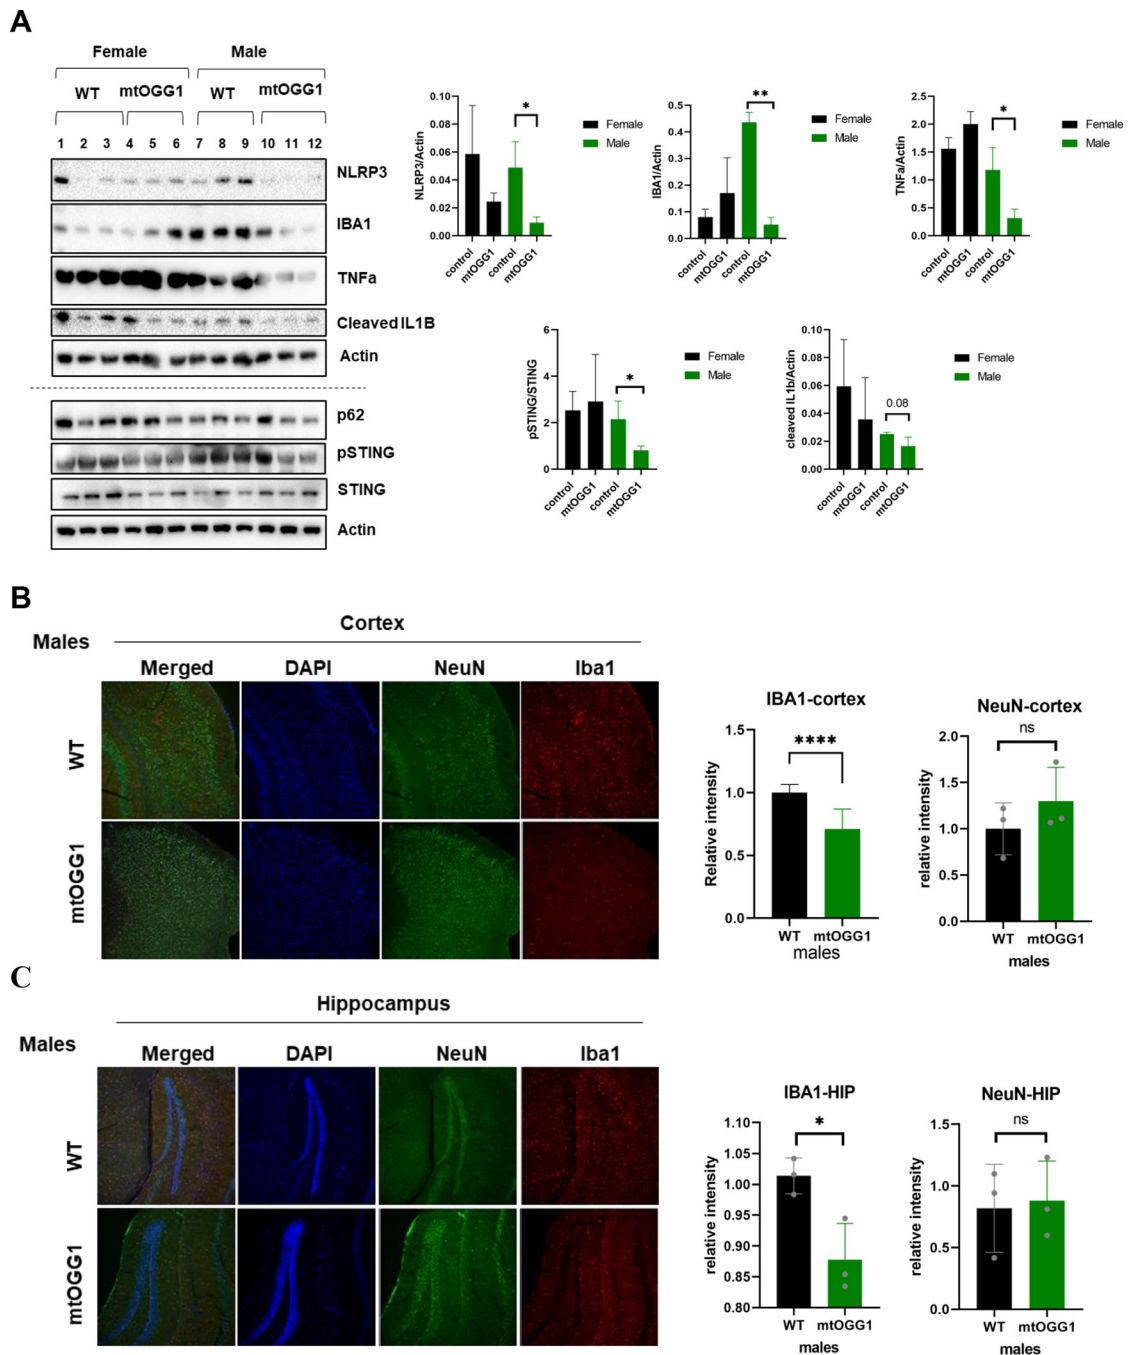 A
Female Male
WT mtOGG1 WT mtOGG1
1 2 3 4 5 6 7 8 9 10 11 12
NLRP3
IBA1
TNFa
Cleaved IL1B
Actin
p62
pSTING
STING
Actin
NLRP3/Actin
0.10
0.08
0.06
0.04
0.02
0.00
*
control
mtOGG1
control
mtOGG1
Female
Male
IBA1/Actin
0.5
0.4
0.3
0.2
0.1
0.0
**
control
mtOGG1
control
mtOGG1
Female
Male
TNFa/Actin
2.5
2.0
1.5
1.0
0.5
0.0
*
control
mtOGG1
control
mtOGG1
Female
Male
pSTING/STING
6
4
2
0
*
control
mtOGG1
control
mtOGG1
Female
Male
cleaved IL1b/Actin
0.10
0.08
0.06
0.04
0.02
0.00
0.08
control
mtOGG1
control
mtOGG1
Female
Male
B
Males
Cortex
Merged DAPI NeuN Iba1
WT
mtOGG1
IBA1-cortex
Relative intensity
1.5
1.0
0.5
0.0
****
WT mtOGG1
males
NeuN-cortex
relative intensity
2.0
1.5
1.0
0.5
0.0
ns
WT mtOGG1
males
C
Males
Hippocampus
Merged DAPI NeuN Iba1
WT
mtOGG1
IBA1-HIP
relative intensity
1.10
1.05
1.00
0.95
0.90
0.85
0.80
*
WT mtOGG1
males
NeuN-HIP
relative intensity
1.5
1.0
0.5
0.0
ns
WT mtOGG1
males